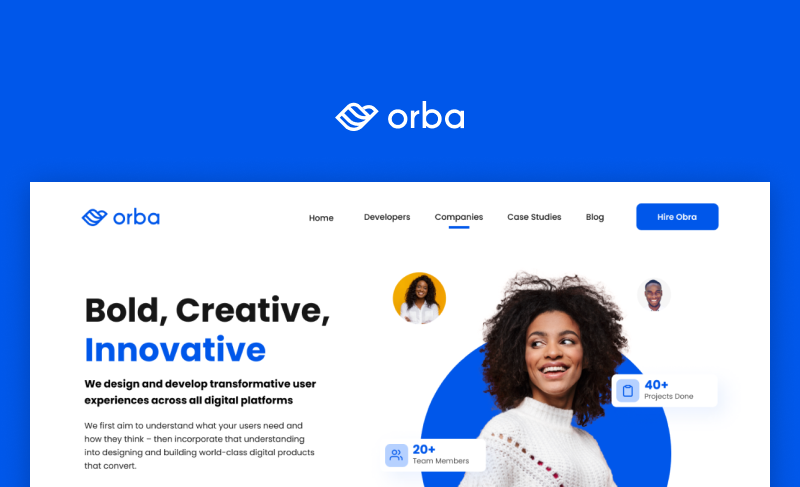 orba
orba
Home Developers Companies Case Studies Blog Hire Obra
Bold, Creative,
Innovative
We design and develop transformative user
experiences across all digital platforms
We first aim to understand what your users need and
how they think – then incorporate that understanding
into designing and building world-class digital products
that convert.
40+
Projects Done
20+
Team Members